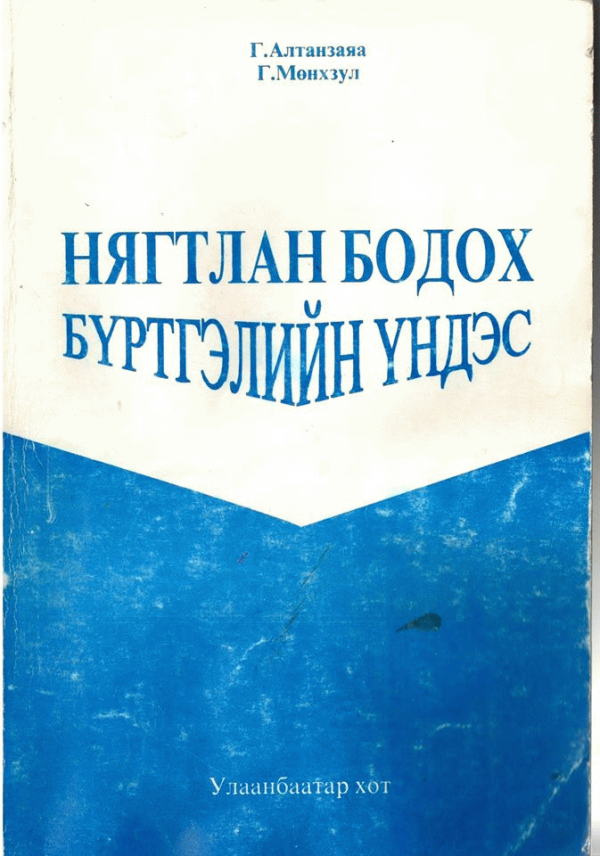 Г.Алтанзаяа
Г.Мөнхзул
НЯГТЛАН БОДОХ
БҮРТГЭЛИЙН ҮНДЭС
Улаанбаатар хот